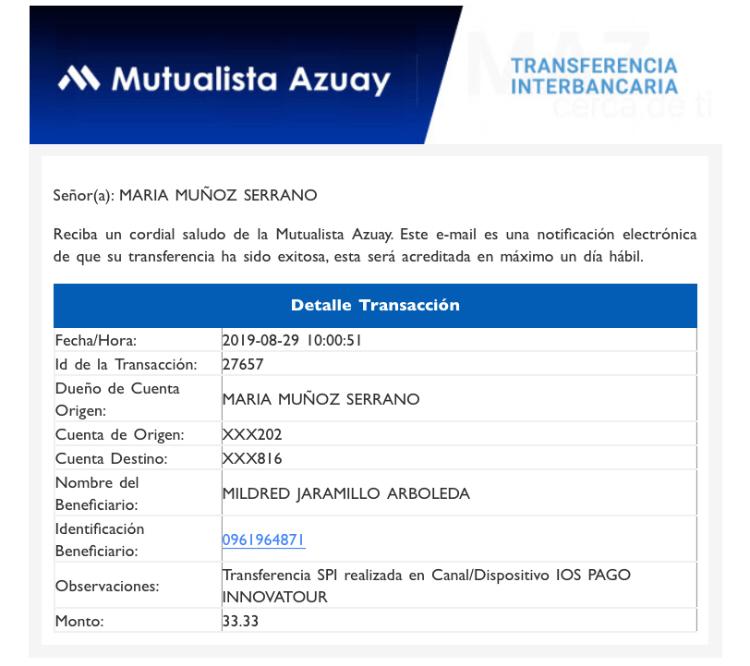 Mutualista Azuay
TRANSFERENCIA
INTERBANCARIA
cerca de ti
Señor(a): MARIA MUÑOZ SERRANO
Reciba un cordial saludo de la Mutualista Azuay. Este e-mail es una notificación electrónica
de que su transferencia ha sido exitosa, esta será acreditada en máximo un día hábil.
Detalle Transacción
Fecha/Hora: 2019-08-29 10:00:51
Id de la Transacción: 27657
Dueño de Cuenta
Origen:
MARIA MUÑOZ SERRANO
Cuenta de Origen: XXX202
Cuenta Destino: XXX816
Nombre del
Beneficiario:
MILDRED JARAMILLO ARBOLEDA
Identificación
Beneficiario:
0961964871
Observaciones:
Transferencia SPI realizada en Canal/Dispositivo IOS PAGO
INNOVATOUR
Monto: 33.33